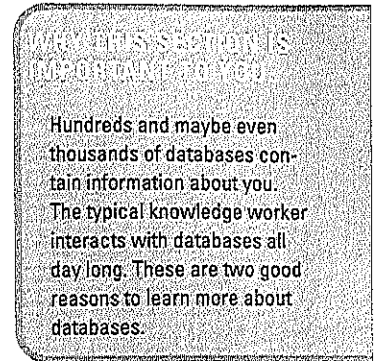 WHY THIS SECTION IS
IMPORTANT TO YOU
Hundreds and maybe even
thousands of databases con-
tain information about you.
The typical knowledge worker
interacts with databases all
day long. These are two good
reasons to learn more about
databases.